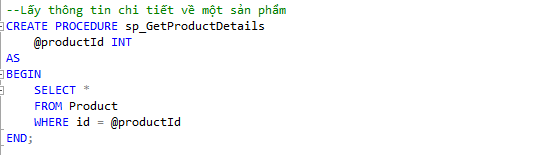 --Lấy thông tin chi tiết về một sản phẩm
CREATE PROCEDURE sp_GetProductDetails
    @productId INT
AS
BEGIN
    SELECT *
    FROM Product
    WHERE id = @productId
END;